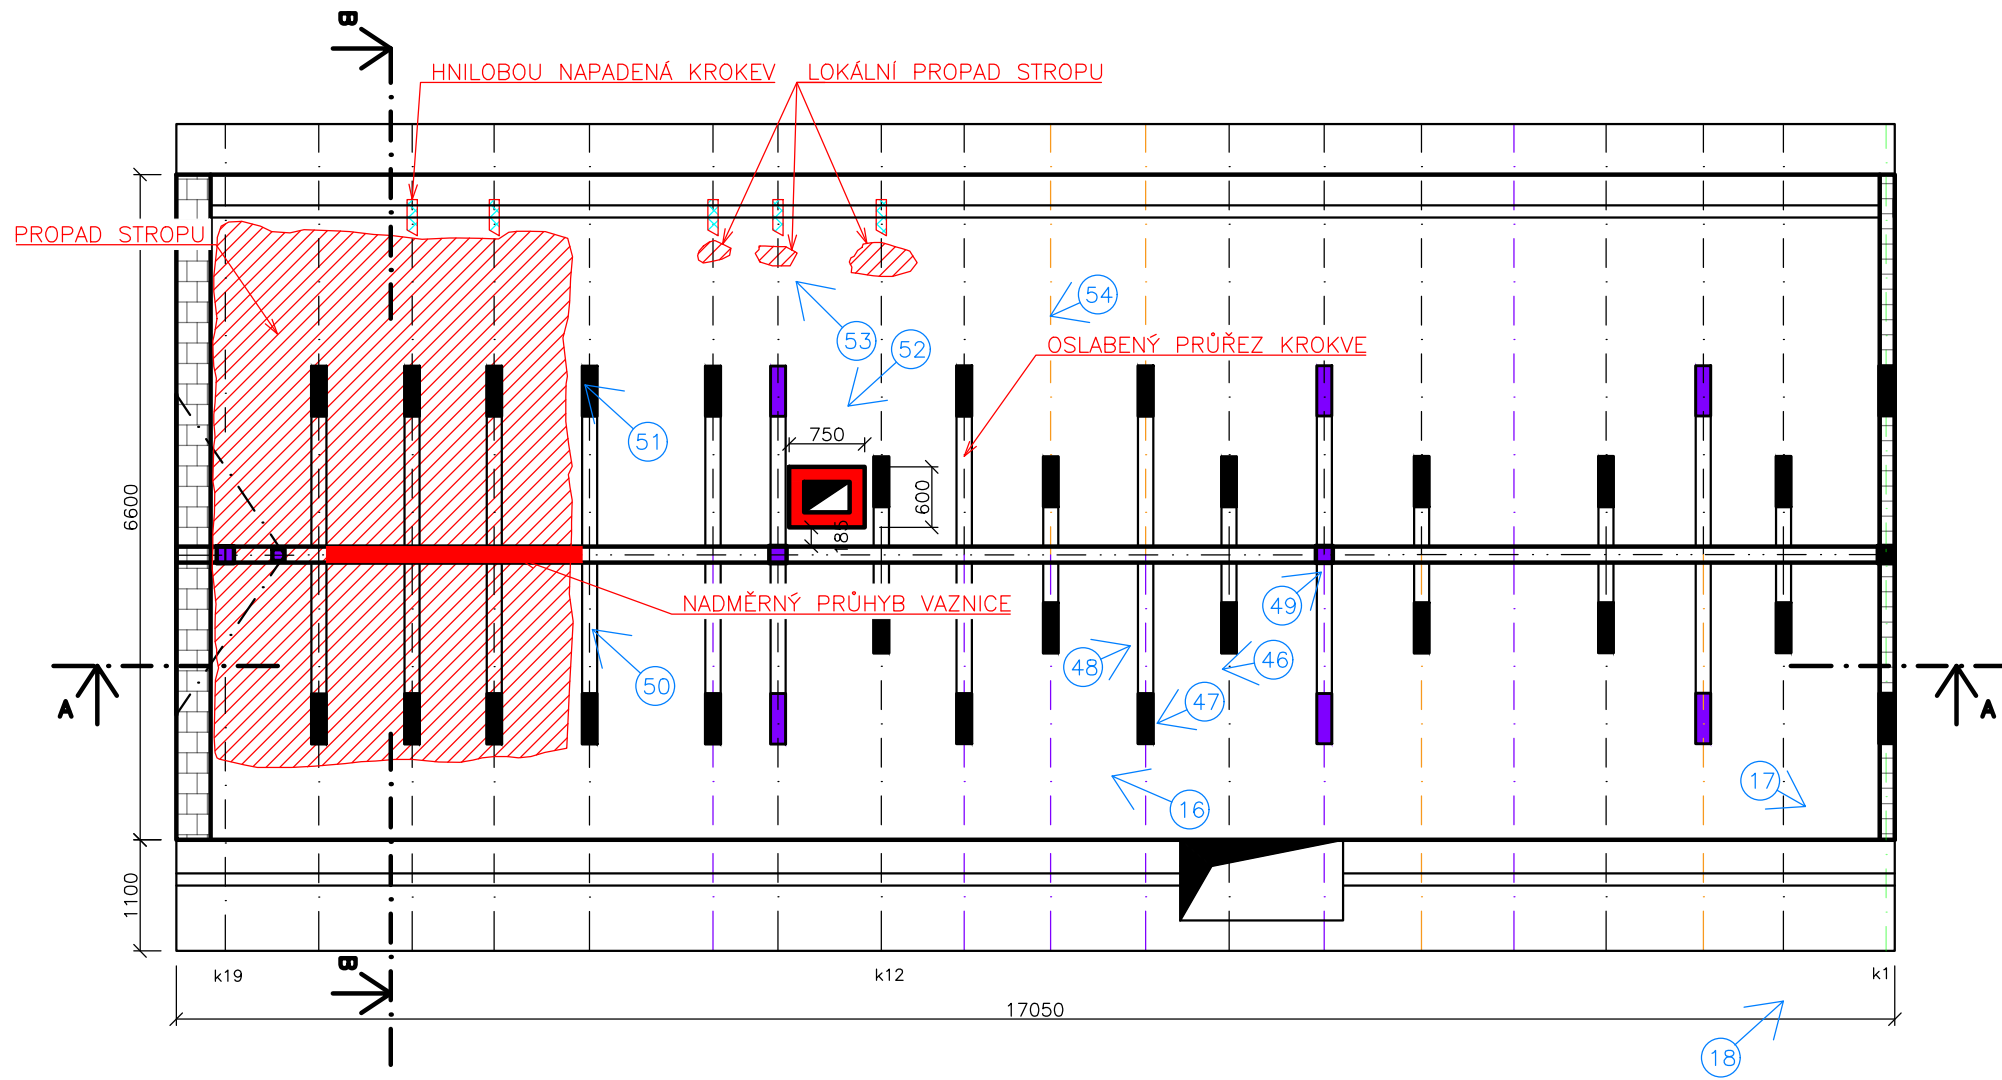 B
HNILOBOU NAPADENÁ KROKEV
LOKÁLNÍ PROPAD STROPU
PROPAD STROPU
54
53
52
OSLABENÝ PRŮŘEZ KROKVE
51
750
600
185
6600
NADMĚRNÝ PRŮHYB VAZNICE
49
48
46
50
47
A
A
17
16
1100
B
k19
k12
k1
17050
18